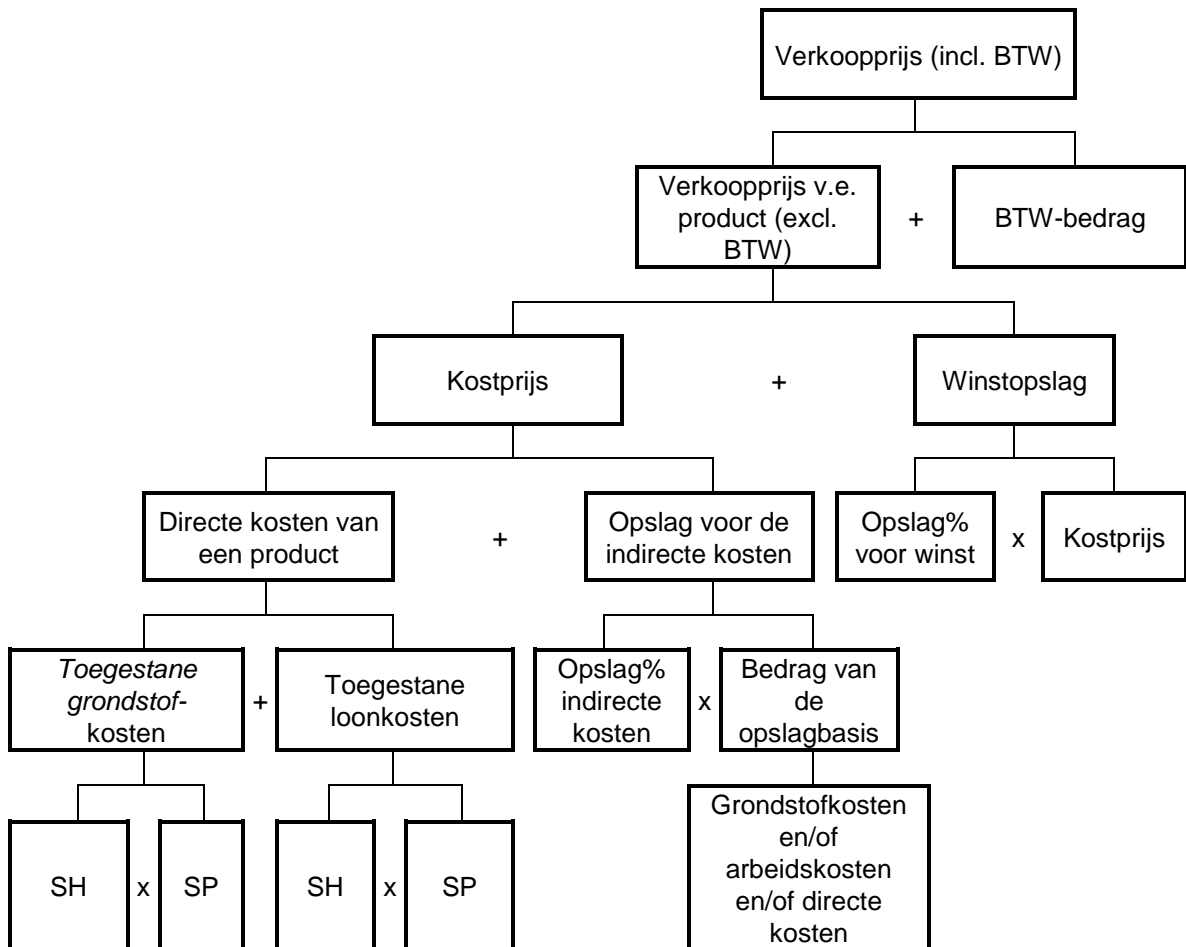 Verkoopprijs (incl. BTW)
Verkoopprijs v.e.
product (excl.
BTW)
+
BTW-bedrag
Kostprijs
+
Winstopslag
Directe kosten van
een product
+
Opslag voor de
indirecte kosten
Opslag%
voor winst
x
Kostprijs
Toegestane
grondstof-
kosten
+
Toegestane
loonkosten
Opslag%
indirecte
kosten
x
Bedrag van
de
opslagbasis
SH
x
SP
SH
x
SP
Grondstofkosten
en/of
arbeidskosten
en/of directe
kosten